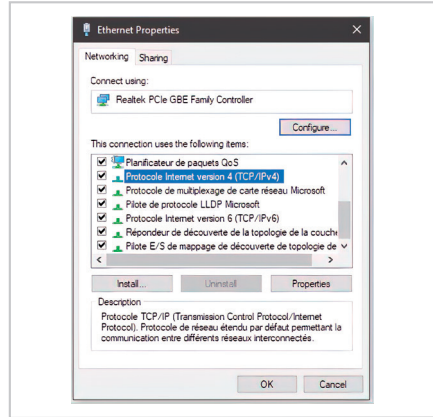 Ethernet Properties
Networking Sharing
Connect using:
Realtek PCIe GBE Family Controller
Configure...
This connection uses the following items:
Planificateur de paquets QoS
Protocole Internet version 4 (TCP/IPv4)
Protocole de multiplexage de carte réseau Microsoft
Pilote de protocole LLDP Microsoft
Protocole Internet version 6 (TCP/IPv6)
Répondeur de découverte de la topologie de la couche
Pilote E/S de mappage de découverte de topologie de
Install... Uninstall Properties
Description
Protocole TCP/IP (Transmission Control Protocol/Internet
Protocol). Protocole de réseau étendu par défaut permettant la
communication entre différents réseaux interconnectés.
OK Cancel